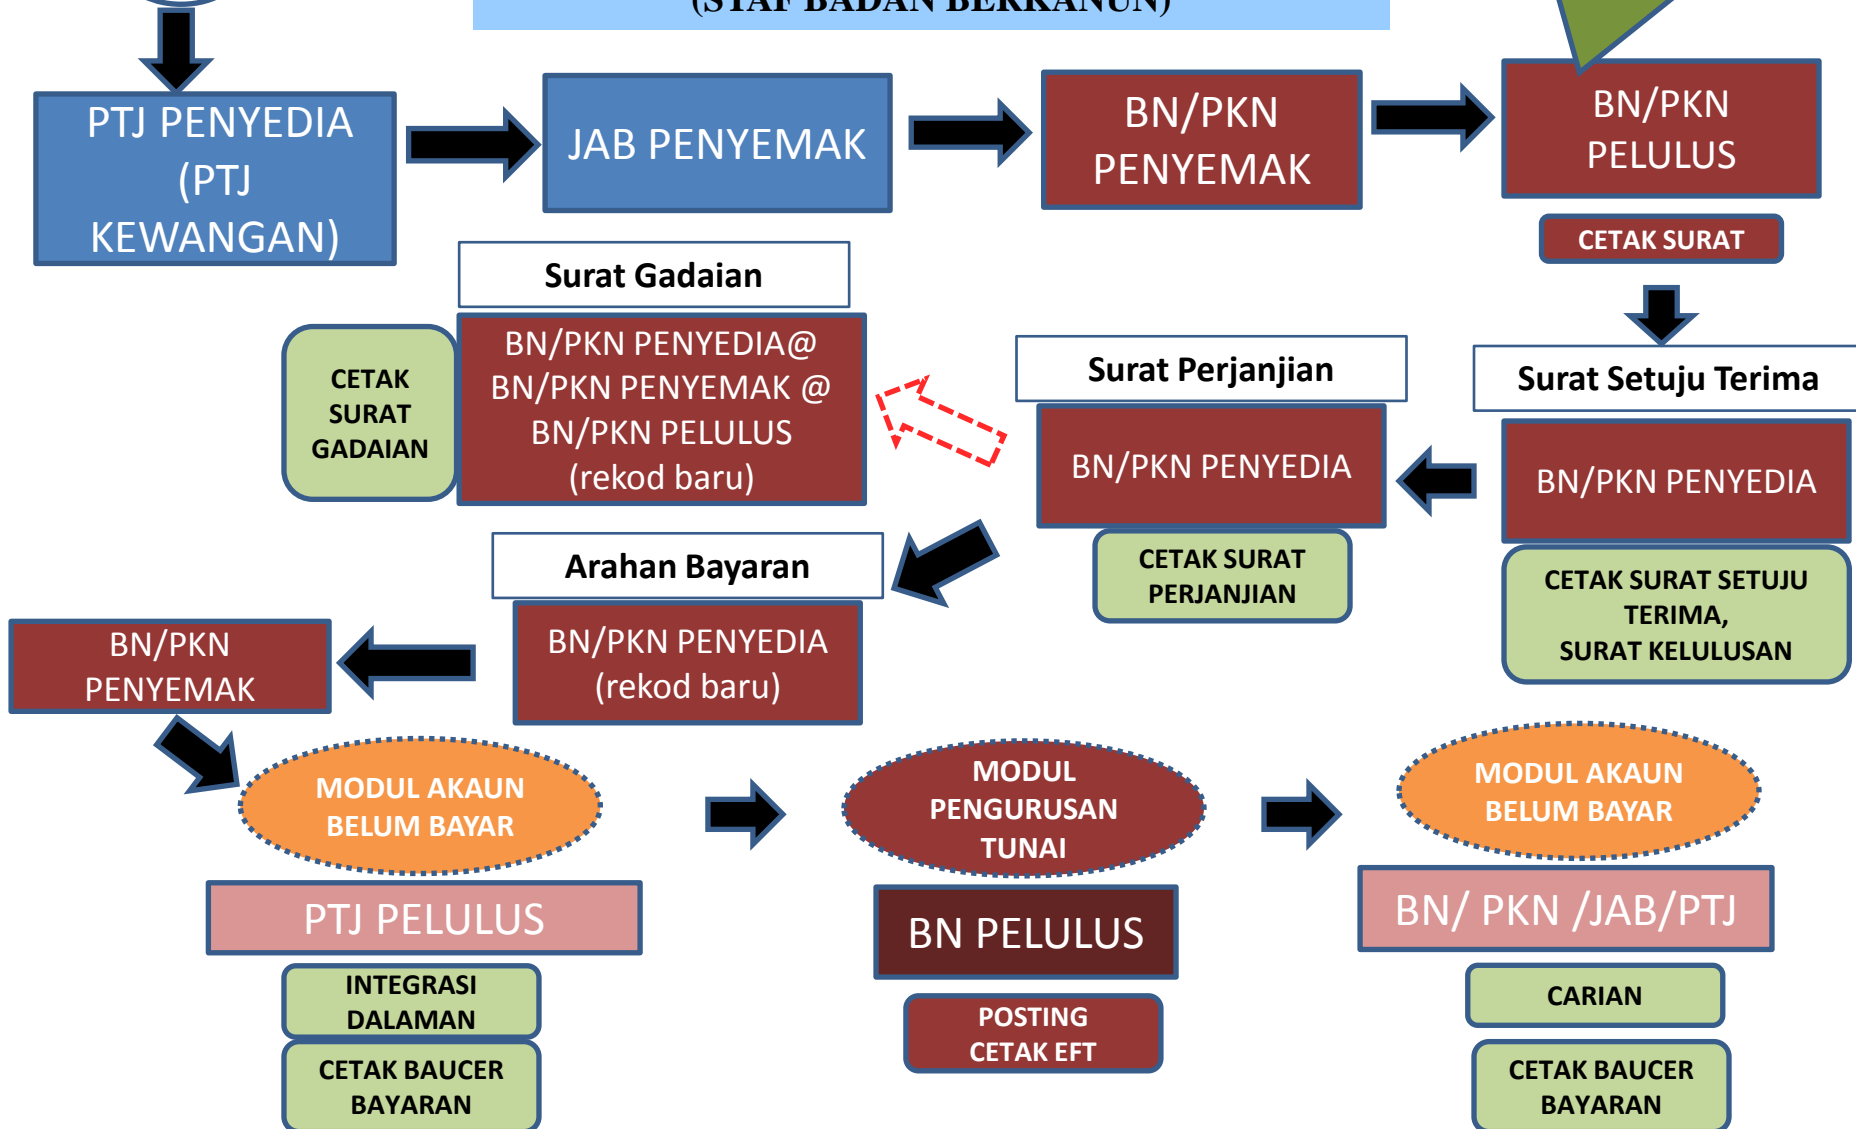 (STAF BADAN BERKANUN)
PTJ PENYEDIA
(PTJ
KEWANGAN)
JAB PENYEMAK
BN/PKN
PENYEMAK
BN/PKN
PELULUS
CETAK SURAT
Surat Gadaian
BN/PKN PENYEDIA@
BN/PKN PENYEMAK @
BN/PKN PELULUS
(rekod baru)
CETAK
SURAT
GADAIAN
Surat Perjanjian
BN/PKN PENYEDIA
CETAK SURAT
PERJANJIAN
Surat Setuju Terima
BN/PKN PENYEDIA
CETAK SURAT SETUJU
TERIMA,
SURAT KELULUSAN
Arahan Bayaran
BN/PKN PENYEDIA
(rekod baru)
BN/PKN
PENYEMAK
MODUL AKAUN
BELUM BAYAR
PTJ PELULUS
INTEGRASI
DALAMAN
CETAK BAUCER
BAYARAN
MODUL
PENGURUSAN
TUNAI
BN PELULUS
POSTING
CETAK EFT
MODUL AKAUN
BELUM BAYAR
BN/ PKN /JAB/PTJ
CARIAN
CETAK BAUCER
BAYARAN